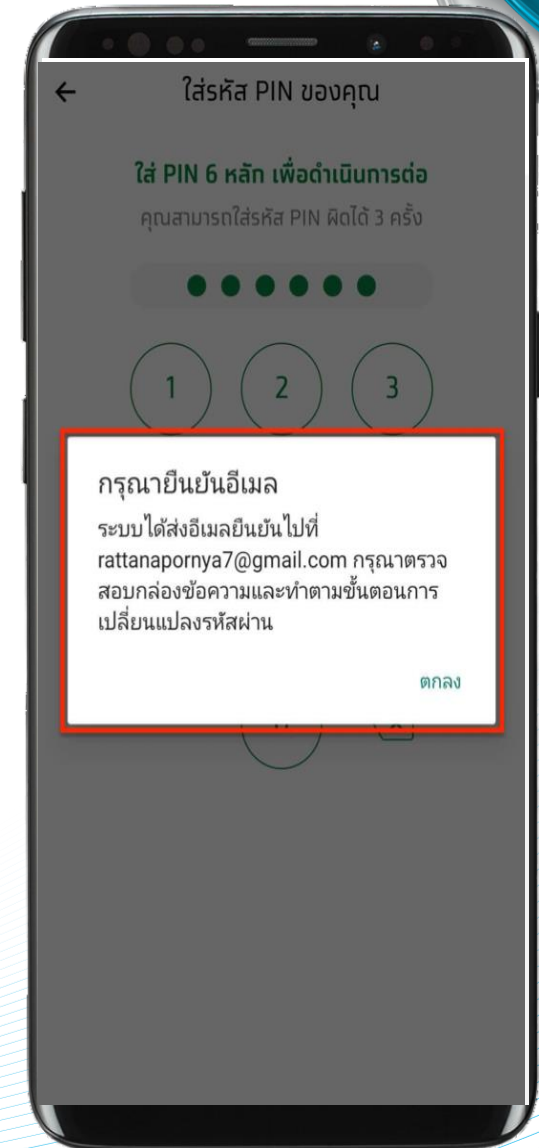 ใส่รหัส PIN ของคุณ
ใส่ PIN 6 หลัก เพื่อดำเนินการต่อ
คุณสามารถใส่รหัส PIN ผิดได้ 3 ครั้ง
1 2 3
กรุณายืนยันอีเมล
ระบบได้ส่งอีเมลยืนยันไปที่
rattanapornya7@gmail.com กรุณาตรวจ
สอบกล่องข้อความและทำตามขั้นตอนการ
เปลี่ยนแปลงรหัสผ่าน
ตกลง